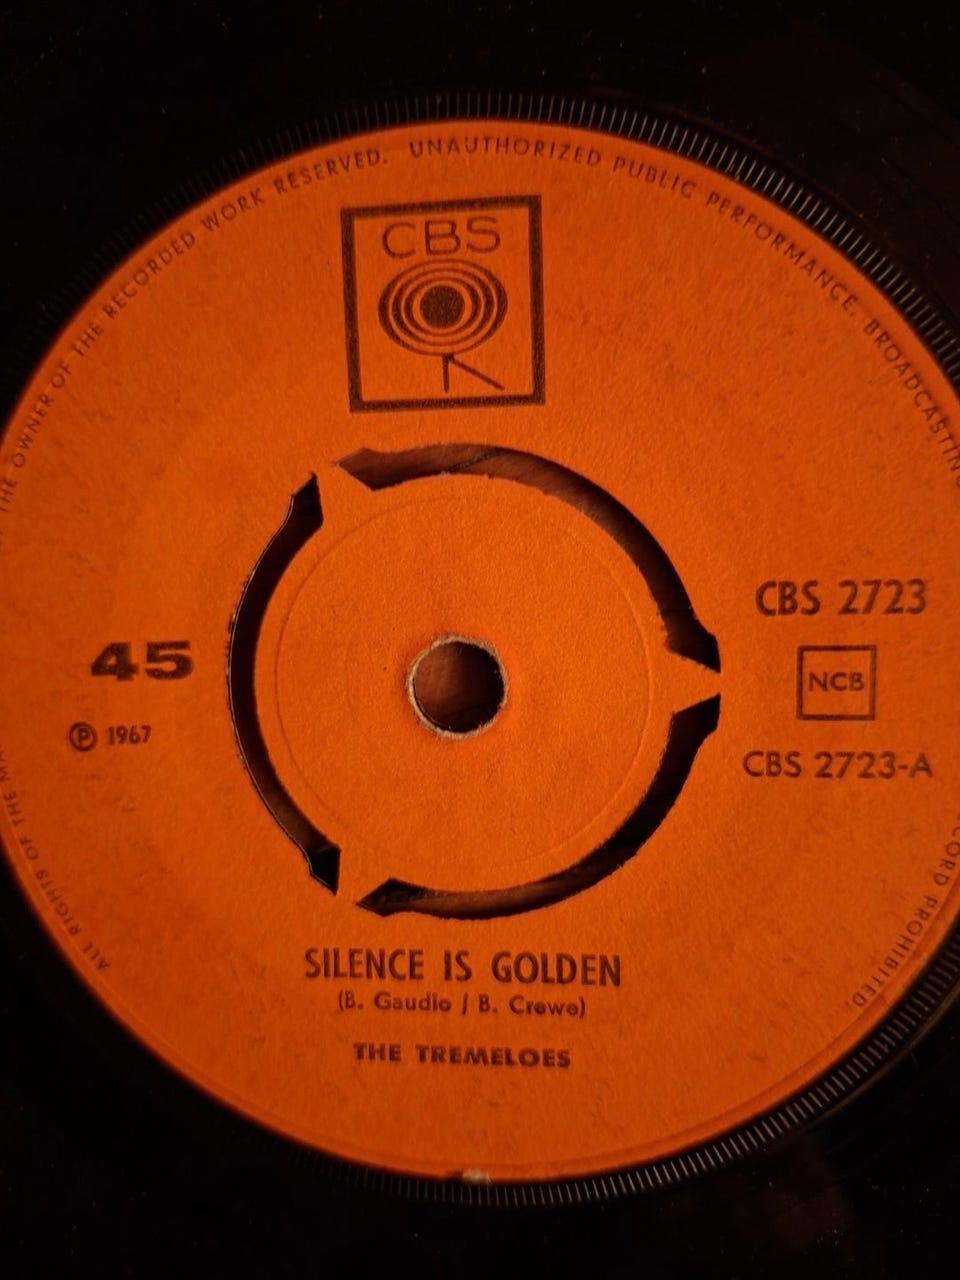 ALL RIGHTS OF THE
THE OWNER OF THE RECORDED WORK RESERVED. UNAUTHORIZED PUBLIC PERFORMANCE, BROADCASTING
PROHIBITED.
CBS
45
Ⓟ 1967
CBS 2723
NCB
CBS 2723-A
SILENCE IS GOLDEN
(B. Gaudio / B. Crewe)
THE TREMELOES